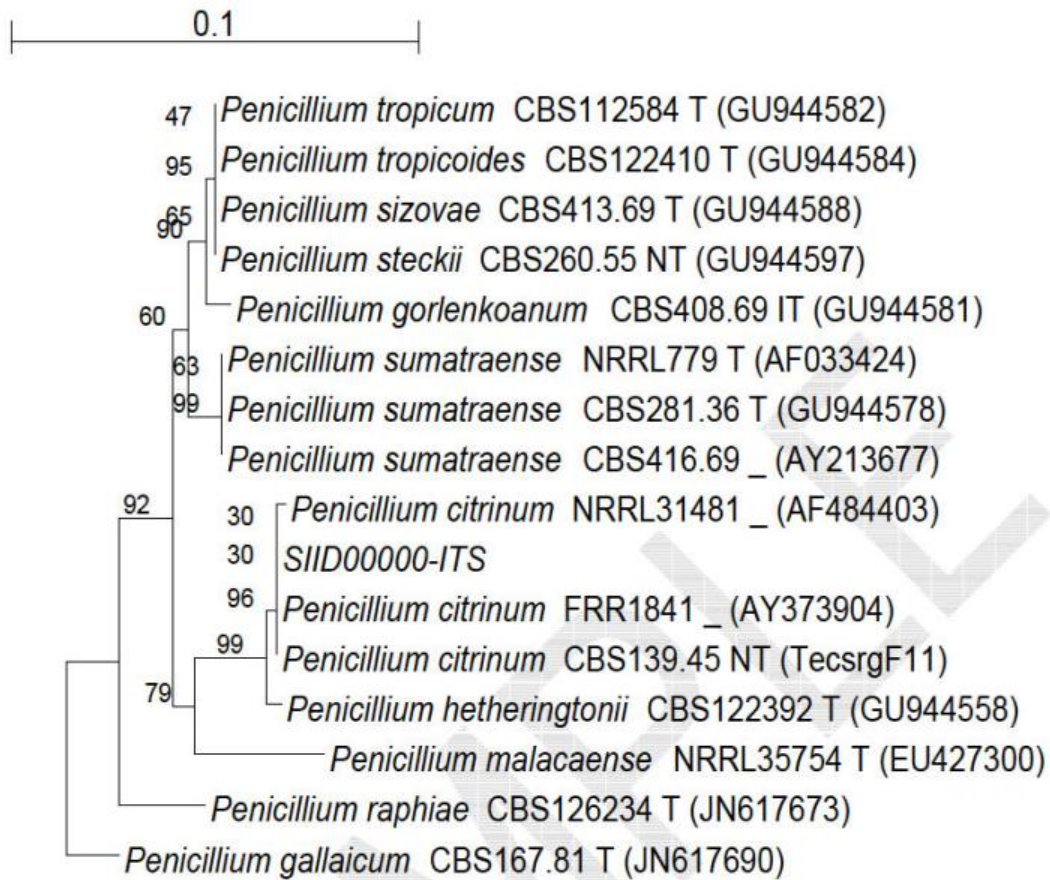 0.1
47
Penicillium tropicum CBS112584 T (GU944582)
95
Penicillium tropicoides CBS122410 T (GU944584)
65
Penicillium sizovae CBS413.69 T (GU944588)
90
Penicillium steckii CBS260.55 NT (GU944597)
60
Penicillium gorlenkoanum CBS408.69 IT (GU944581)
63
Penicillium sumatraense NRRL779 T (AF033424)
99
Penicillium sumatraense CBS281.36 T (GU944578)
Penicillium sumatraense CBS416.69 _ (AY213677)
92
30
Penicillium citrinum NRRL31481 _ (AF484403)
30
SIID00000-ITS
96
Penicillium citrinum FRR1841 _ (AY373904)
99
Penicillium citrinum CBS139.45 NT (TecsrgF11)
79
Penicillium hetheringtonii CBS122392 T (GU944558)
Penicillium malacaense NRRL35754 T (EU427300)
Penicillium raphiae CBS126234 T (JN617673)
Penicillium gallaicum CBS167.81 T (JN617690)
MPLE